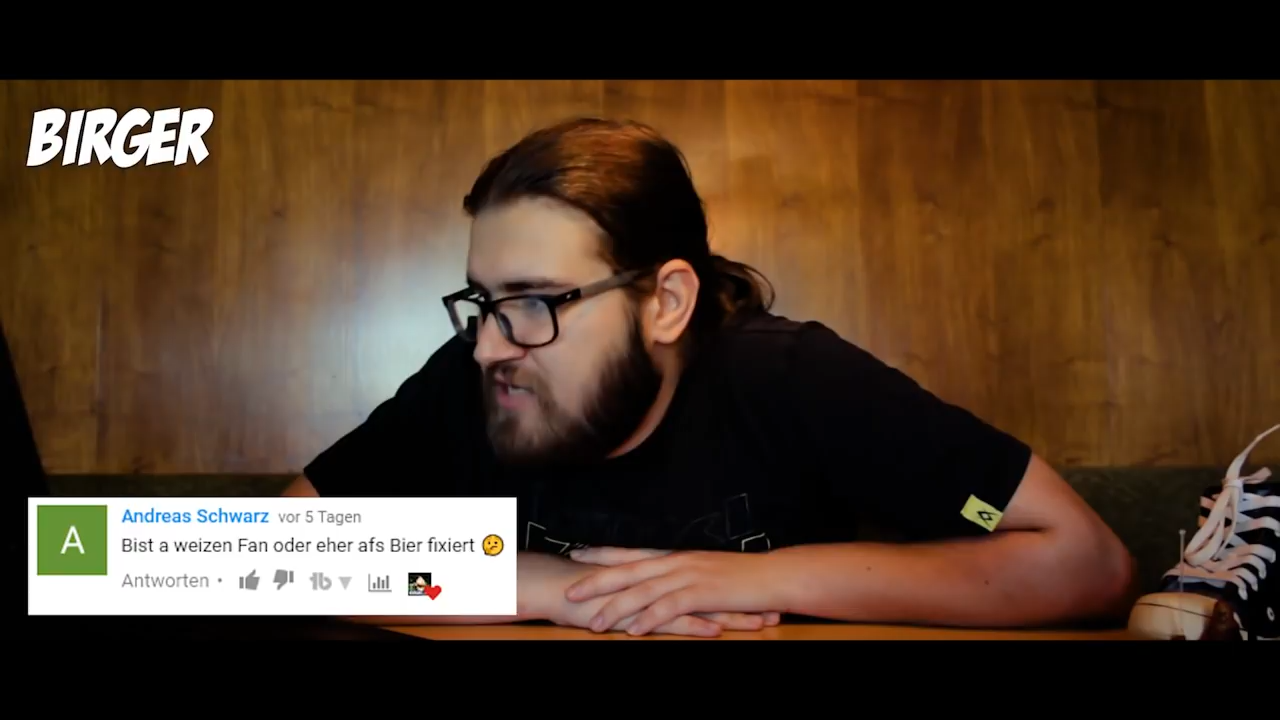 BIRGER
A
Andreas Schwarz vor 5 Tagen
Bist a weizen Fan oder eher afs Bier fixiert 🤔
Antworten •